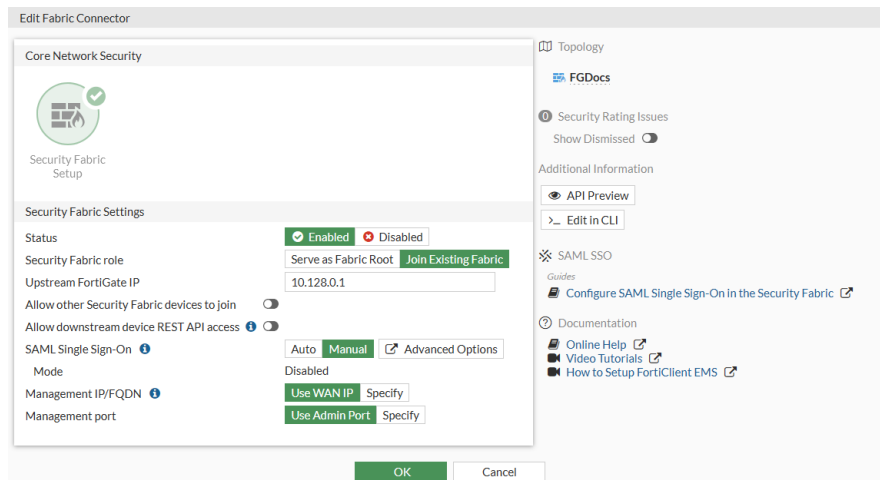 Edit Fabric Connector
Core Network Security
Security Fabric
Setup
Security Fabric Settings
Status Enabled Disabled
Security Fabric role Serve as Fabric Root Join Existing Fabric
Upstream FortiGate IP 10.128.0.1
Allow other Security Fabric devices to join
Allow downstream device REST API access
SAML Single Sign-On Auto Manual Advanced Options
Mode Disabled
Management IP/FQDN Use WAN IP Specify
Management port Use Admin Port Specify
Topology
FGDocs
0 Security Rating Issues
Show Dismissed
Additional Information
API Preview
>_ Edit in CLI
SAML SSO
Guides
Configure SAML Single Sign-On in the Security Fabric
Documentation
Online Help
Video Tutorials
How to Setup FortiClient EMS
OK Cancel